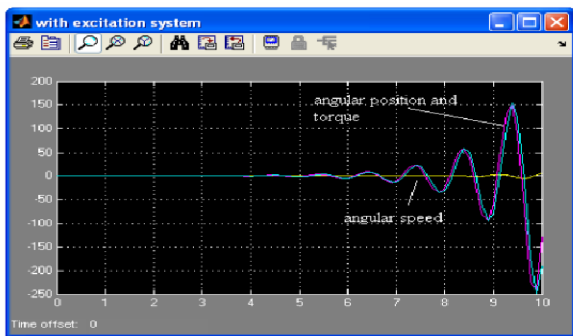 with excitation system
200
150
100
50
0
-50
-100
-150
-200
-250
angular position and
torque
angular speed
0 1 2 3 4 5 6 7 8 9 10
Time offset: 0